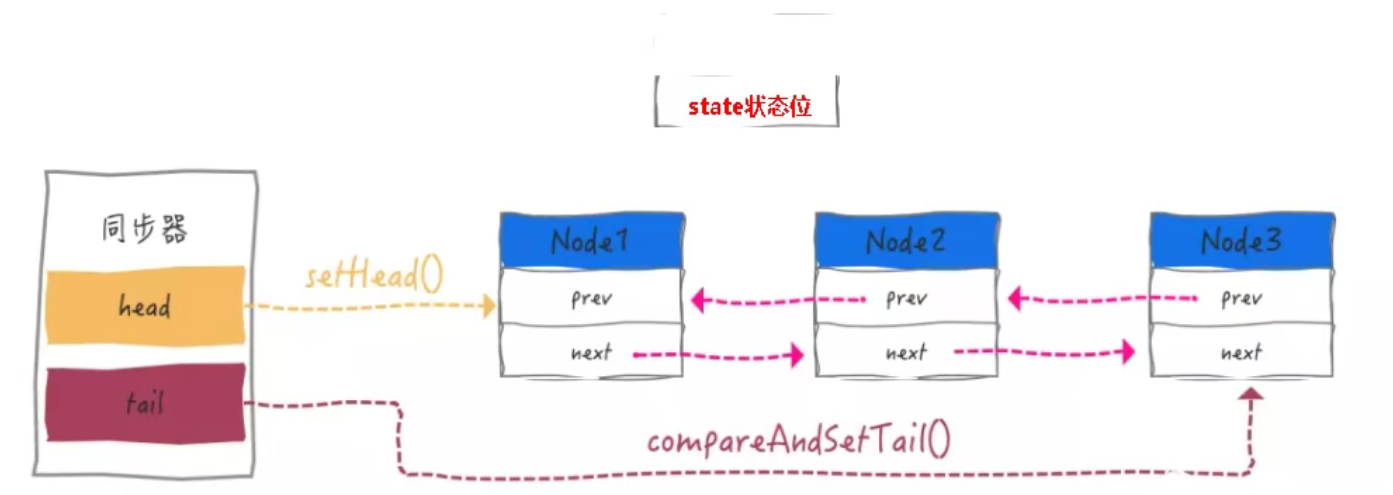 state状态位
同步器
head
tail
setHead()
Node1
prev
next
Node2
prev
next
Node3
prev
next
compareAndSetTail()